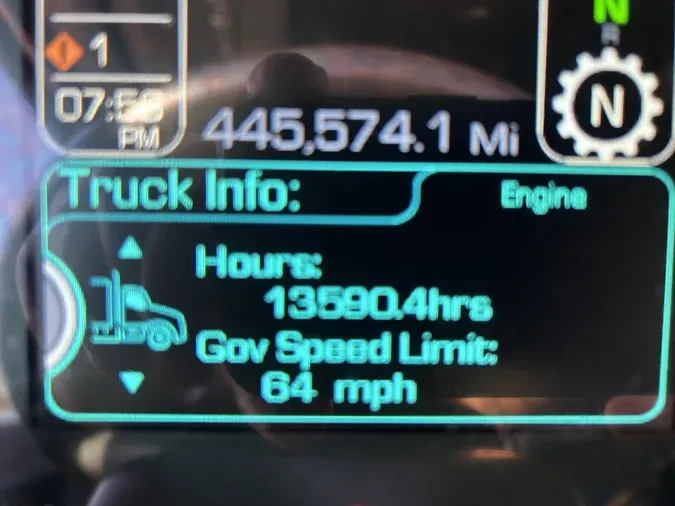 N
R
1
PM
445,574.1 Mi
N
Truck Info:
Engine
Hours:
13590.4hrs
Gov Speed Limit:
64 mph